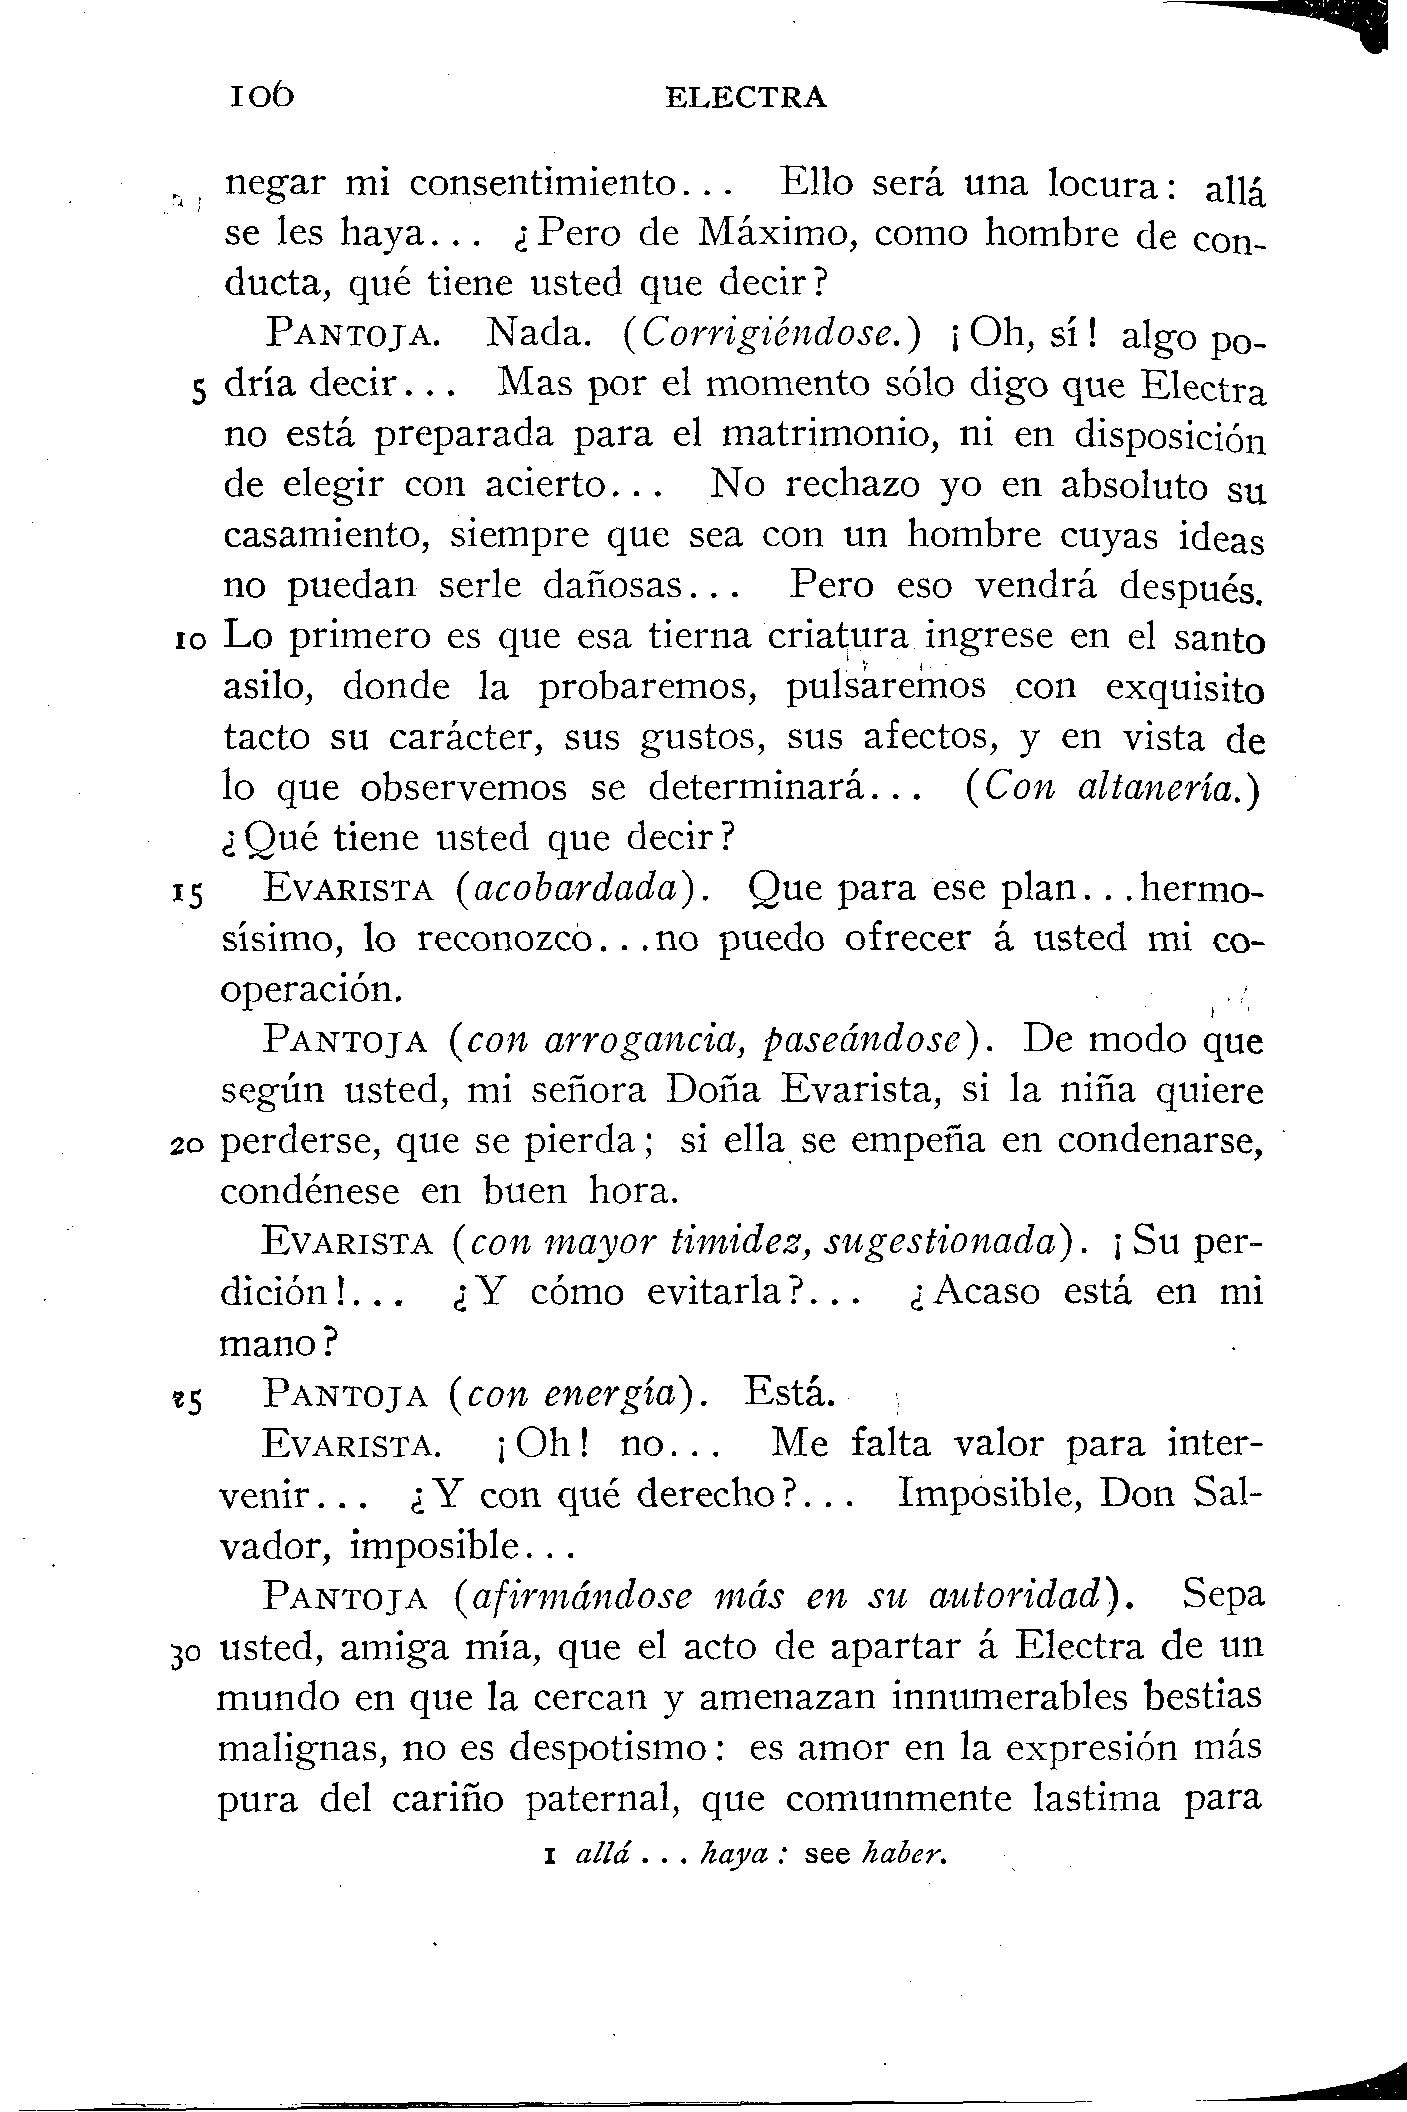 106 ELECTRA
negar mi consentimiento... Ello será una locura: allá
se les haya... ¿Pero de Máximo, como hombre de con-
ducta, qué tiene usted que decir?
PANTOJA. Nada. (Corrigiéndose.) ¡Oh, sí! algo po-
5 dría decir... Mas por el momento sólo digo que Electra
no está preparada para el matrimonio, ni en disposición
de elegir con acierto... No rechazo yo en absoluto su
casamiento, siempre que sea con un hombre cuyas ideas
no puedan serle dañosas... Pero eso vendrá después.
10 Lo primero es que esa tierna criatura ingrese en el santo
asilo, donde la probaremos, pulsaremos con exquisito
tacto su carácter, sus gustos, sus afectos, y en vista de
lo que observemos se determinará... (Con altanería.)
¿Qué tiene usted que decir?
15 EVARISTA (acobardada). Que para ese plan...hermo-
sísimo, lo reconozco...no puedo ofrecer á usted mi co-
operación.
PANTOJA (con arrogancia, paseándose). De modo que
según usted, mi señora Doña Evarista, si la niña quiere
20 perderse, que se pierda; si ella se empeña en condenarse,
condénese en buen hora.
EVARISTA (con mayor timidez, sugestionada). ¡Su per-
dición!... ¿Y cómo evitarla?... ¿Acaso está en mi
mano?
25 PANTOJA (con energía). Está.
EVARISTA. ¡Oh! no... Me falta valor para inter-
venir... ¿Y con qué derecho?... Imposible, Don Sal-
vador, imposible...
PANTOJA (afirmándose más en su autoridad). Sepa
30 usted, amiga mía, que el acto de apartar á Electra de un
mundo en que la cercan y amenazan innumerables bestias
malignas, no es despotismo: es amor en la expresión más
pura del cariño paternal, que comunmente lastima para
1 allá ... haya: see haber.